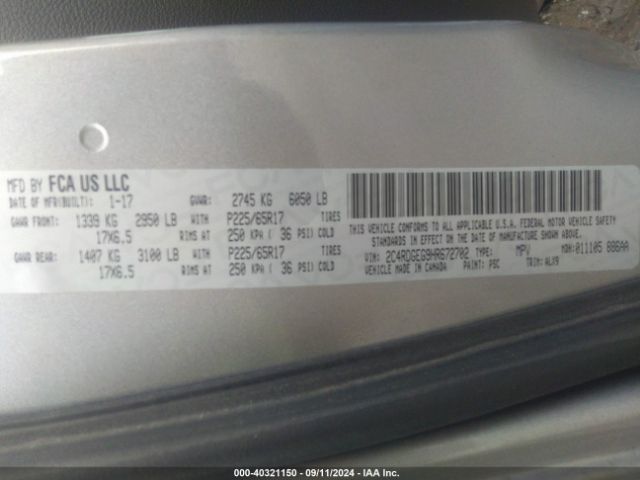 MFD BY FCA US LLC
DATE OF MFR(BUILT): 1-17 GVWR: 2745 KG 6050 LB
GAWR FRONT: 1339 KG 2950 LB WITH P225/65R17 TIRES
17X6.5 RIMS AT 250 KPA ( 36 PSI) COLD
GAWR REAR: 1407 KG 3100 LB WITH P225/65R17 TIRES
17X6.5 RIMS AT 250 KPA ( 36 PSI) COLD
THIS VEHICLE CONFORMS TO ALL APPLICABLE U.S.A. FEDERAL MOTOR VEHICLE SAFETY
STANDARDS IN EFFECT ON THE DATE OF MANUFACTURE SHOWN ABOVE.
VIN: 2C4RDGEG9HR672702 TYPE: MPV MDH:011105 886AA
MADE IN CANADA PAINT: PSC TRIM: ALX9
000-40321150 - 09/11/2024 - IAA Inc.